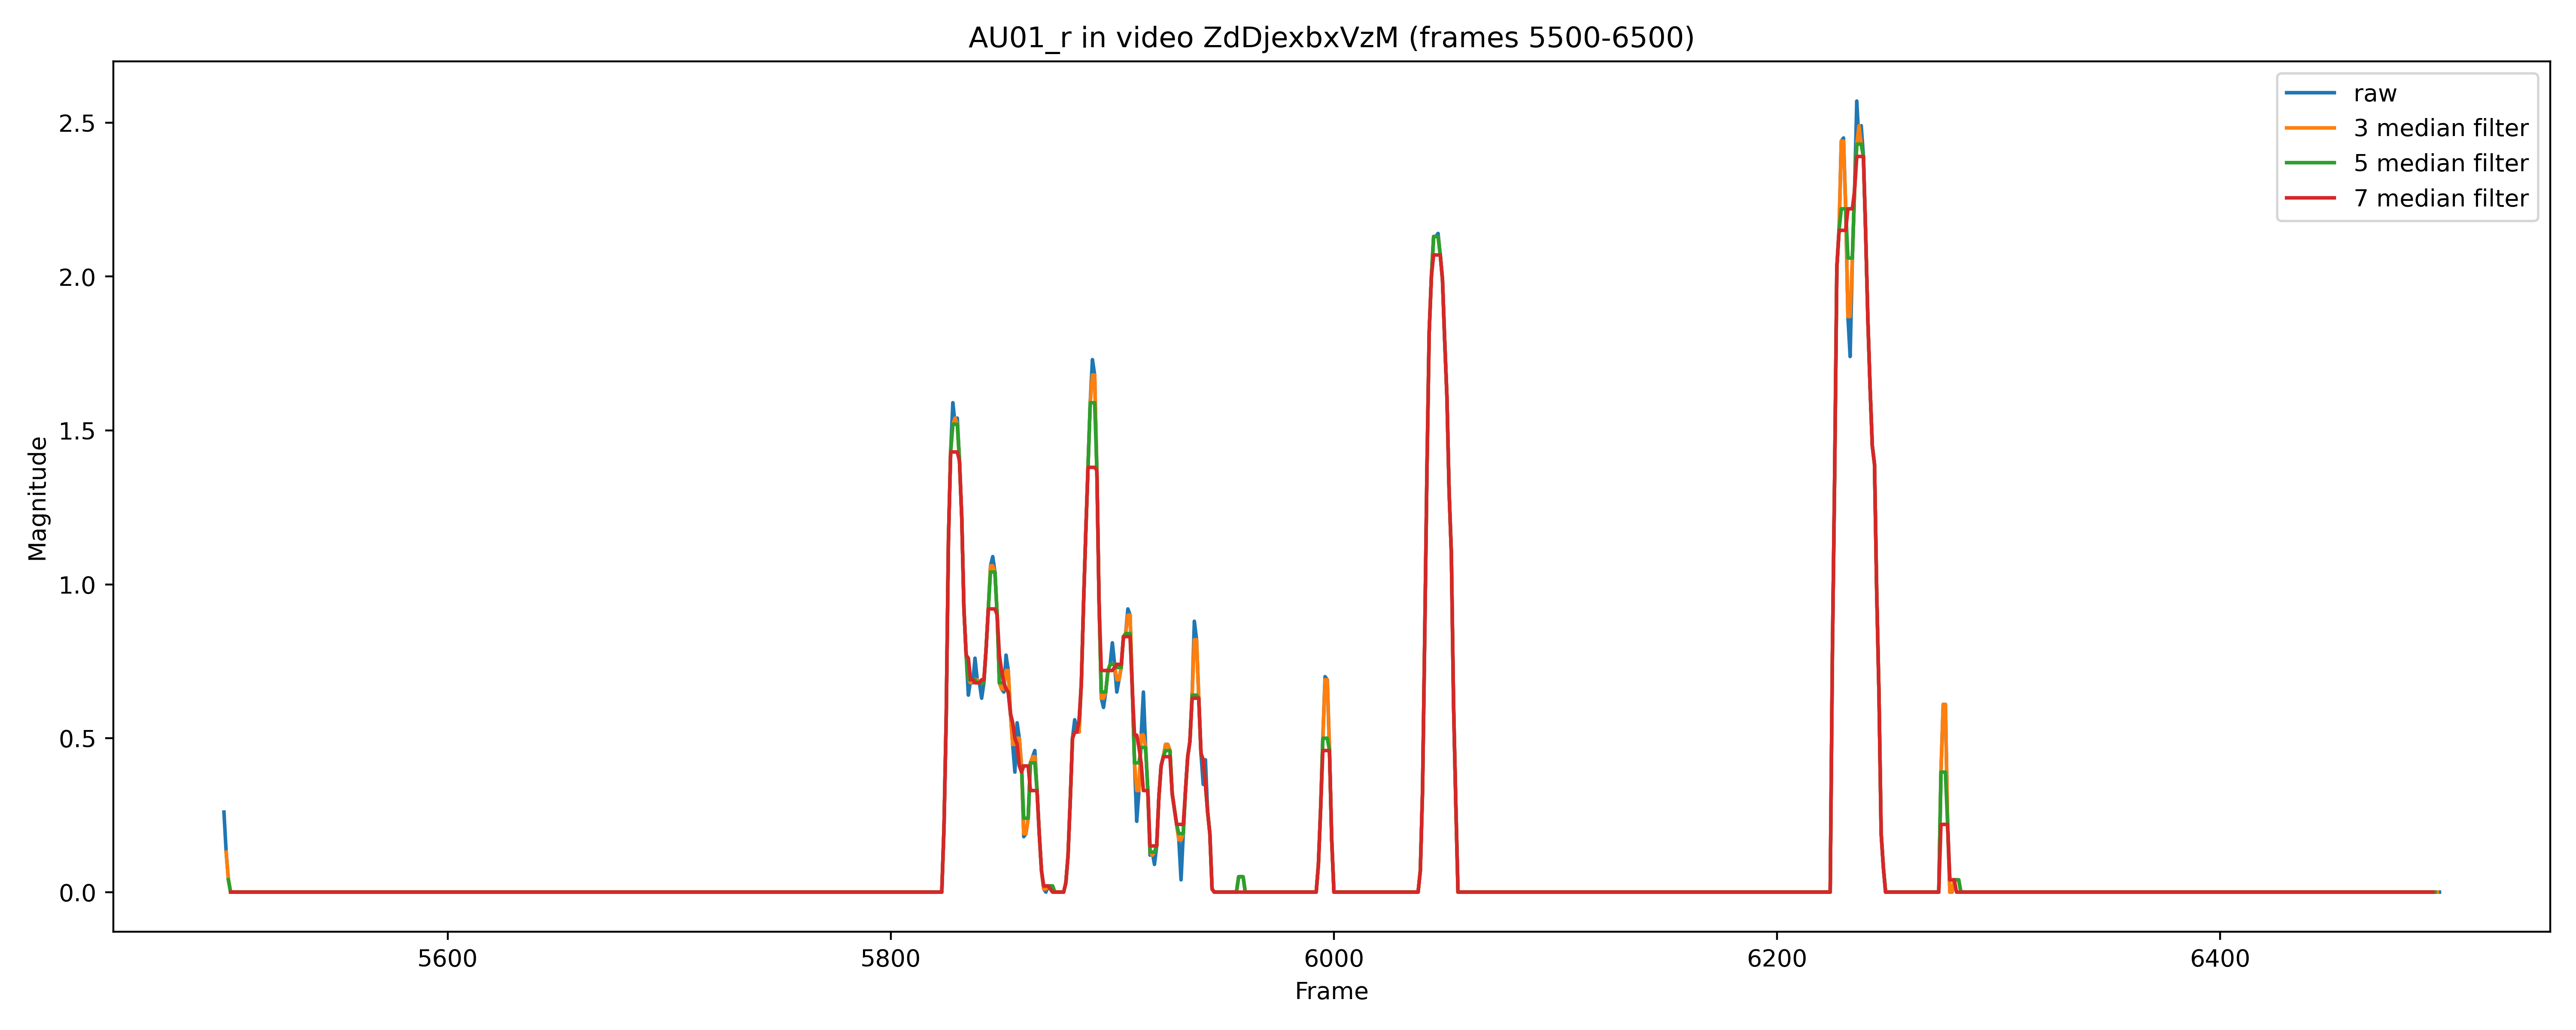 AU01_r in video ZdDjexbxVzM (frames 5500-6500)
raw
3 median filter
5 median filter
7 median filter
Magnitude
2.5
2.0
1.5
1.0
0.5
0.0
5600 5800 6000 6200 6400
Frame